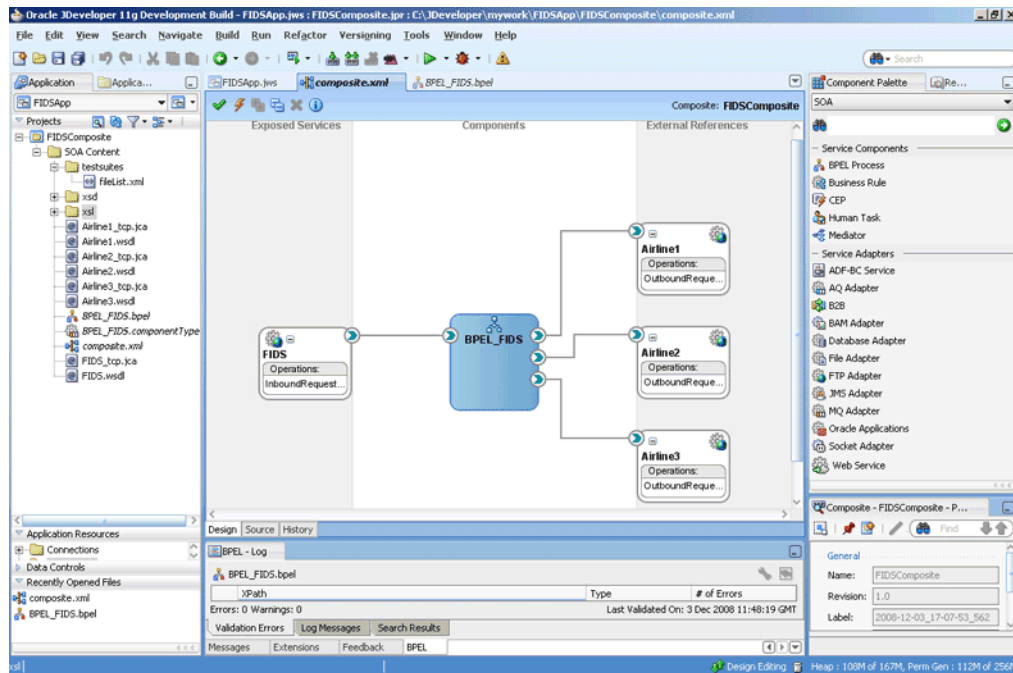 Oracle JDeveloper 11g Development Build - FIDSApp.jws : FIDSComposite.jpr : C:\JDeveloper\mywork\FIDSApp\FIDSComposite\composite.xml
File Edit View Search Navigate Build Run Refactor Versioning Tools Window Help
Search
Application
Applica...
FIDSApp
Projects
FIDSComposite
SOA Content
testsuites
fileList.xml
xsd
xsl
Airline1_tcp.jca
Airline1.wsdl
Airline2_tcp.jca
Airline2.wsdl
Airline3_tcp.jca
Airline3.wsdl
BPEL_FIDS.bpel
BPEL_FIDS.componentType
composite.xml
FIDS_tcp.jca
FIDS.wsdl
Application Resources
Connections
Data Controls
Recently Opened Files
composite.xml
BPEL_FIDS.bpel
FIDSApp.jws
composite.xml
BPEL_FIDS.bpel
Composite: FIDSComposite
Exposed Services
Components
External References
FIDS
Operations:
InboundRequest...
BPEL_FIDS
Airline1
Operations:
OutboundReque...
Airline2
Operations:
OutboundReque...
Airline3
Operations:
OutboundReque...
Design Source History
BPEL - Log
BPEL_FIDS.bpel
XPath Type # of Errors
Errors: 0 Warnings: 0
Last Validated On: 3 Dec 2008 11:48:19 GMT
Validation Errors Log Messages Search Results
Messages Extensions Feedback BPEL
Component Palette
Re...
SOA
Service Components
BPEL Process
Business Rule
CEP
Human Task
Mediator
Service Adapters
ADF-BC Service
AQ Adapter
B2B
BAM Adapter
Database Adapter
File Adapter
FTP Adapter
JMS Adapter
MQ Adapter
Oracle Applications
Socket Adapter
Web Service
Composite - FIDSComposite - P...
Find
General
Name: FIDSComposite
Revision: 1.0
Label: 2008-12-03_17-07-53_562
xsl
Design Editing
Heap : 108M of 167M, Perm Gen : 112M of 256M